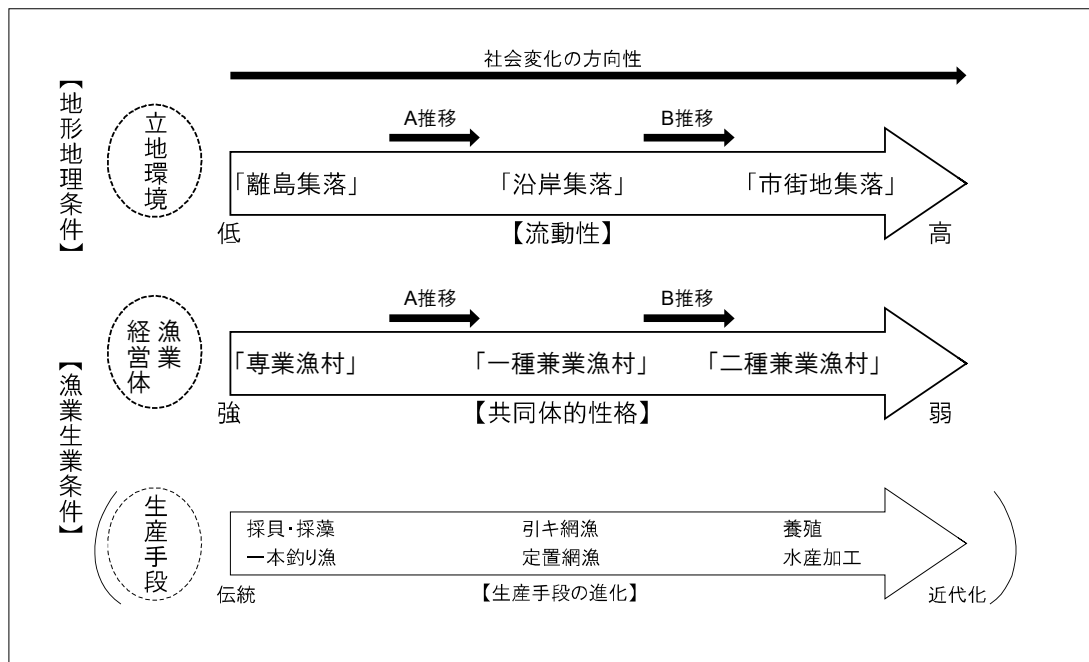 社会変化の方向性
【地形地理条件】
立地環境
A推移
B推移
「離島集落」
「沿岸集落」
「市街地集落」
低
【流動性】
高
【漁業生業条件】
漁業
経営体
A推移
B推移
「専業漁村」
「一種兼業漁村」
「二種兼業漁村」
強
【共同体的性格】
弱
生産手段
採貝・採藻
引キ網漁
養殖
一本釣り漁
定置網漁
水産加工
伝統
【生産手段の進化】
近代化